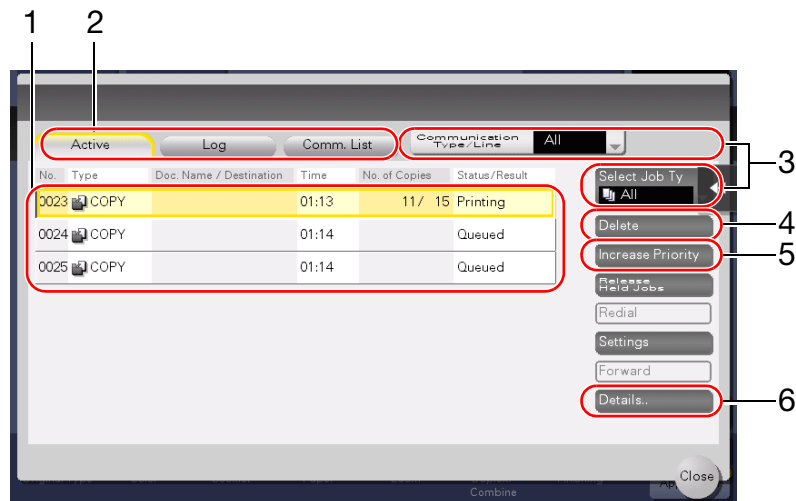 1 2
Active Log Comm. List Communication Type/Line All
3
No. Type Doc. Name / Destination Time No. of Copies Status/Result
Select Job Ty
All
0023 COPY 01:13 11/ 15 Printing
Delete
4
0024 COPY 01:14 Queued
Increase Priority
5
0025 COPY 01:14 Queued
Release
Held Jobs
Redial
Settings
Forward
Details..
6
Close
Combine